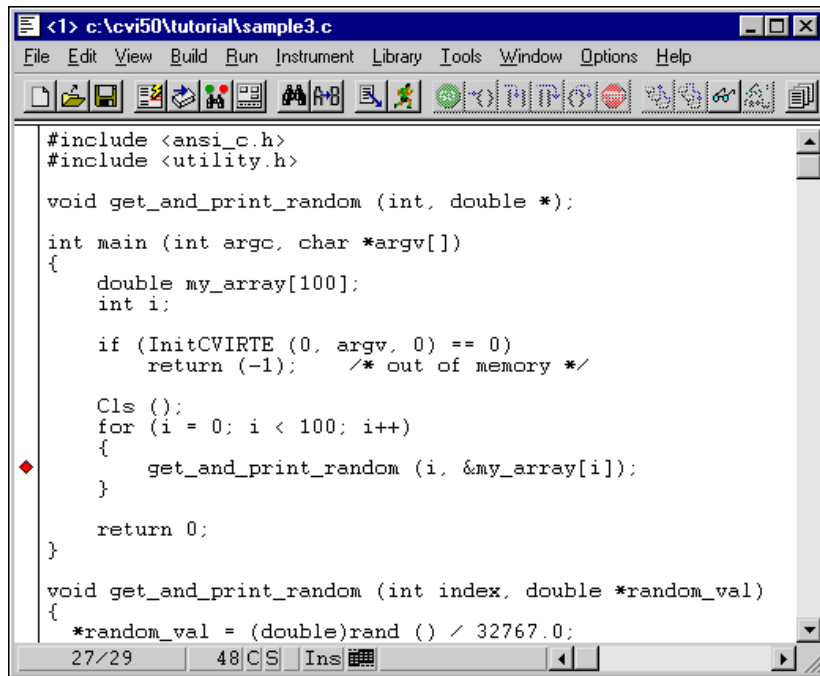 <1> c:\cvi50\tutorial\sample3.c
File Edit View Build Run Instrument Library Tools Window Options Help
A→B
#include <ansi_c.h>
#include <utility.h>
void get_and_print_random (int, double *);
int main (int argc, char *argv[])
{
    double my_array[100];
    int i;
    if (InitCVIRTE (0, argv, 0) == 0)
        return (-1);    /* out of memory */
    Cls ();
    for (i = 0; i < 100; i++)
    {
        get_and_print_random (i, &my_array[i]);
    }
    return 0;
}
void get_and_print_random (int index, double *random_val)
{
  *random_val = (double)rand () / 32767.0;
27/29 48 C S Ins